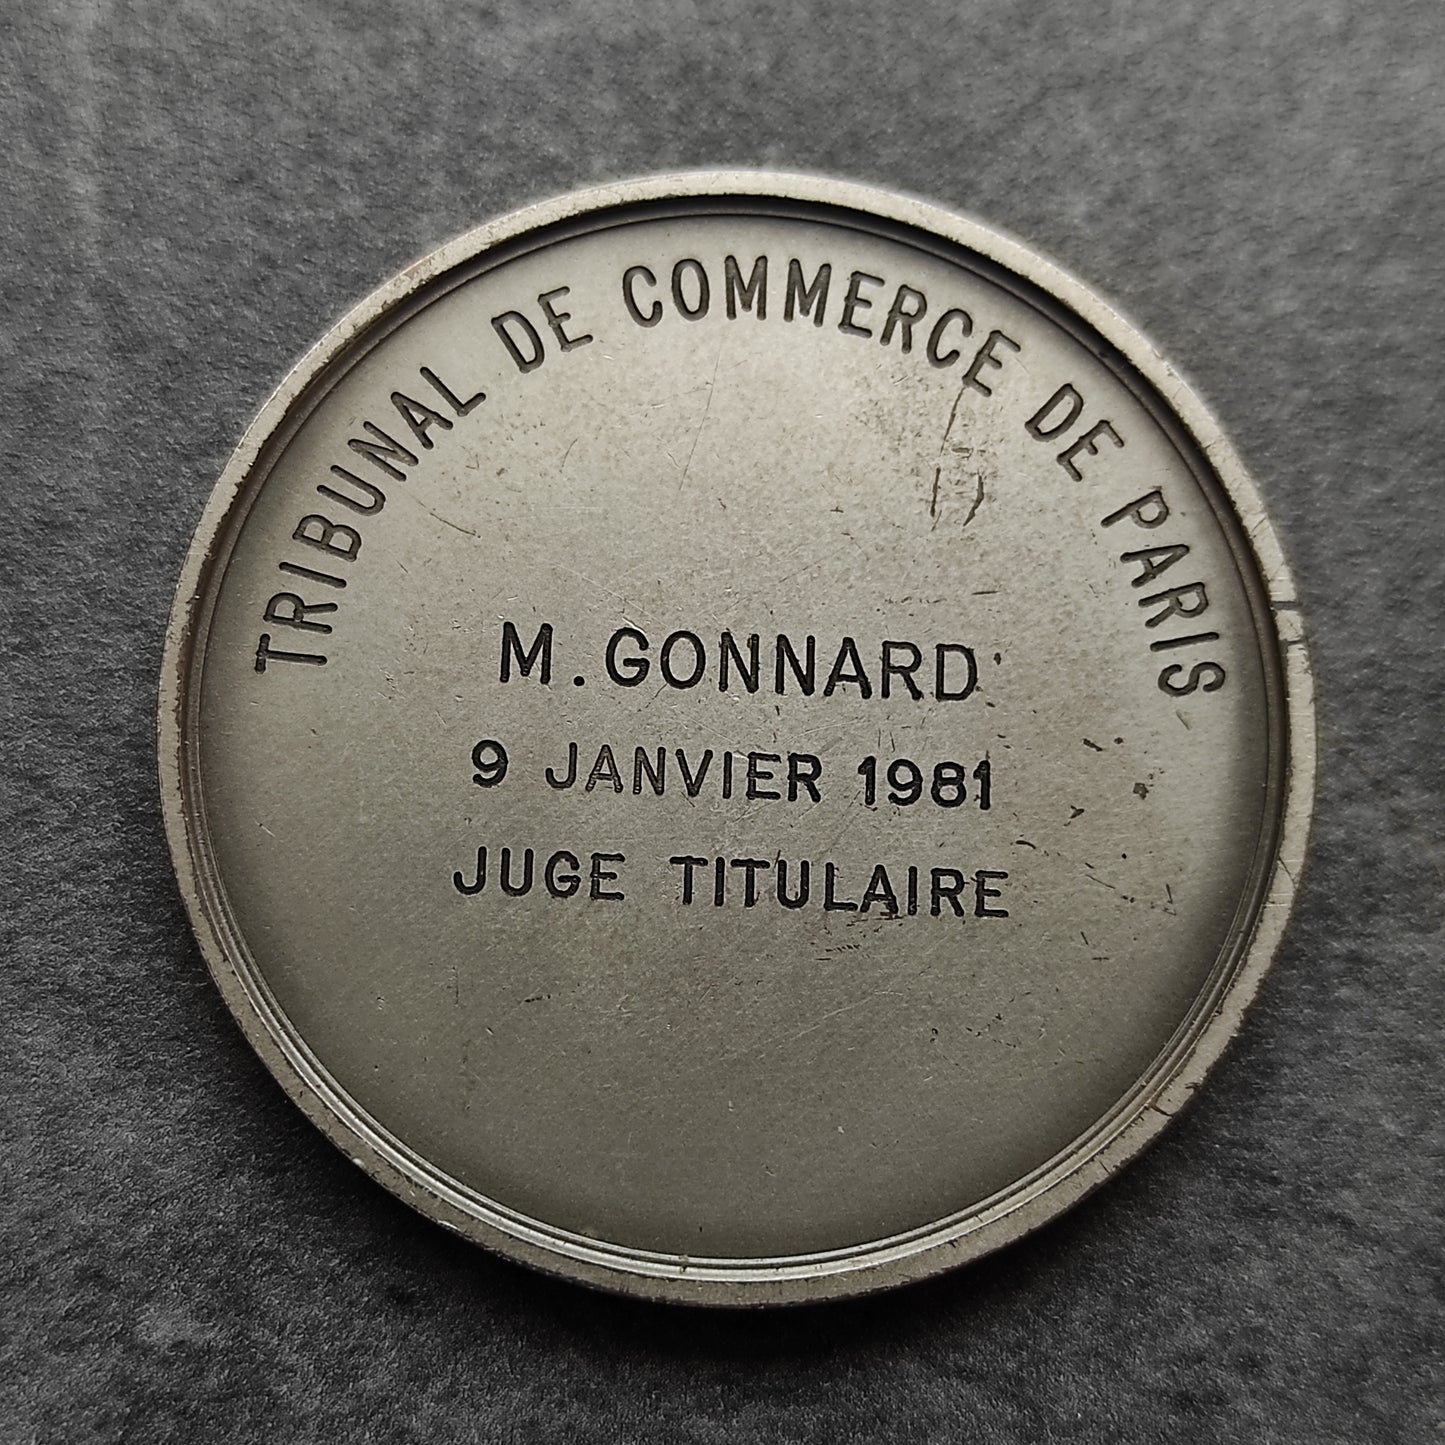 TRIBUNAL DE COMMERCE DE PARIS
M. GONNARD
9 JANVIER 1981
JUGE TITULAIRE